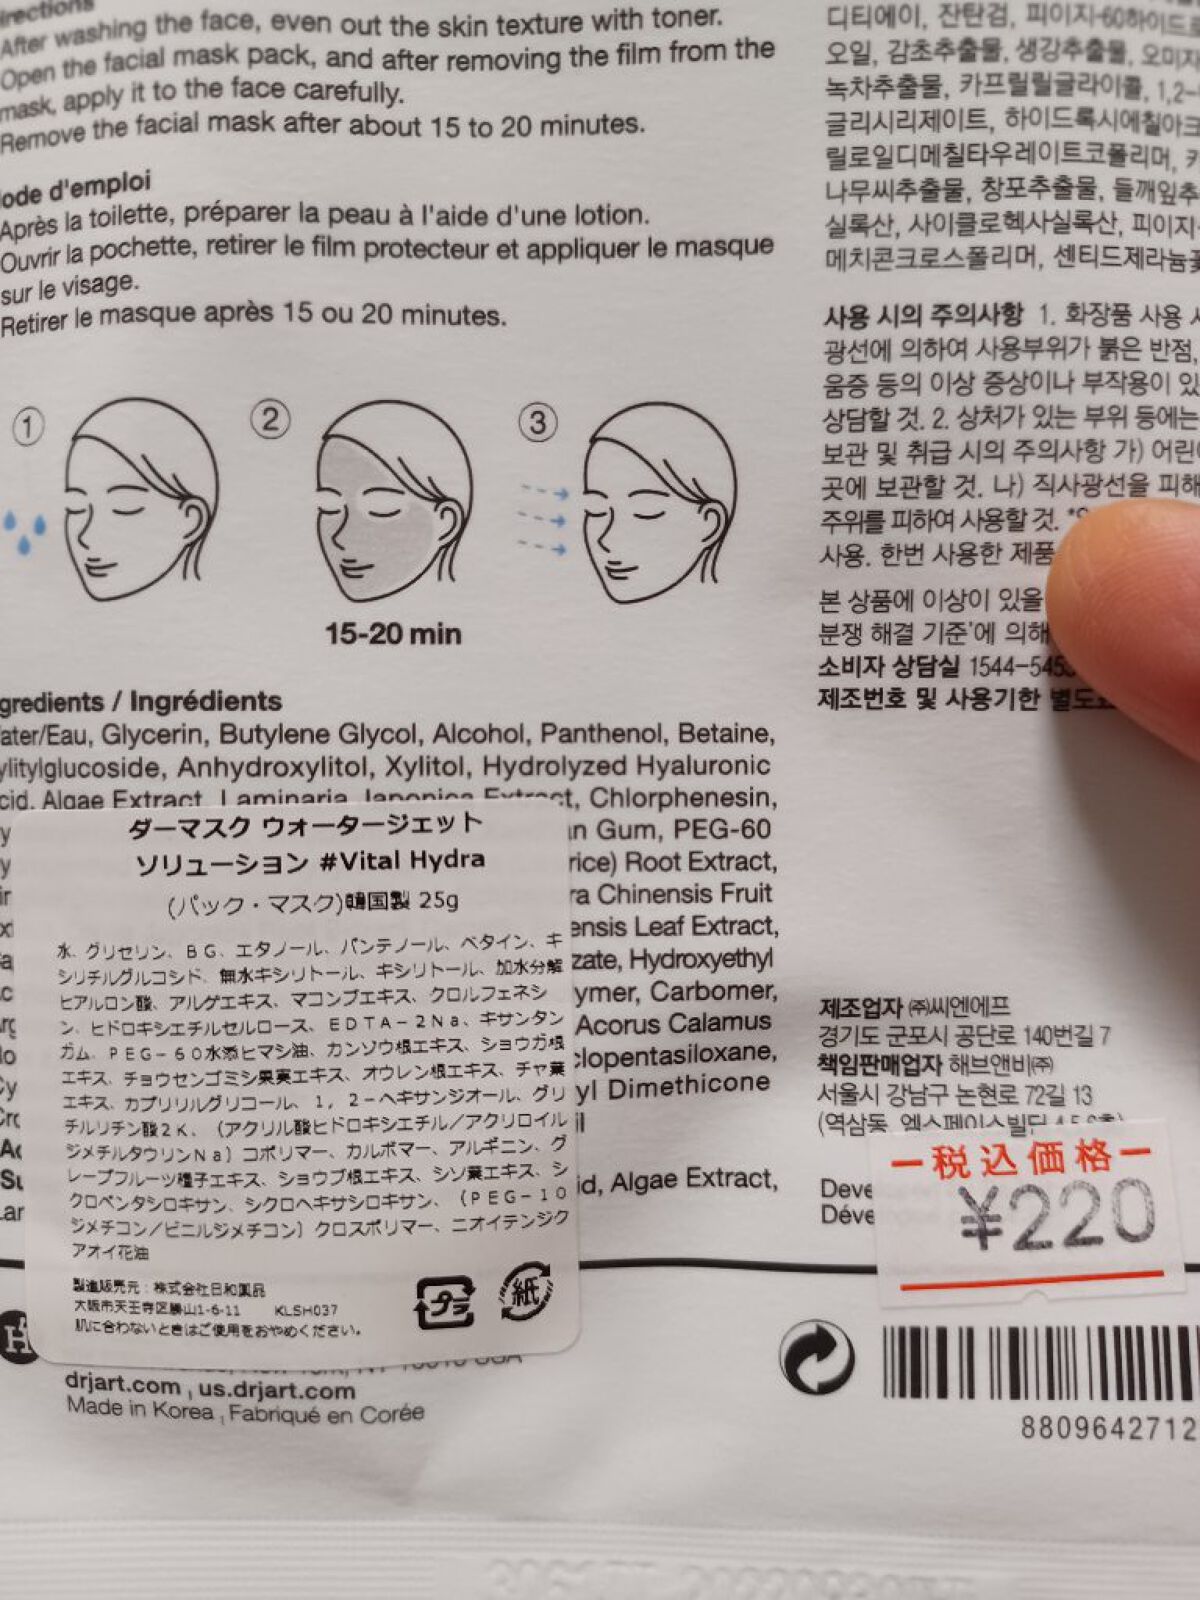 irections
After washing the face, even out the skin texture with toner.
Open the facial mask pack, and after removing the film from the
mask, apply it to the face carefully.
Remove the facial mask after about 15 to 20 minutes.
ode d'emploi
Après la toilette, préparer la peau à l'aide d'une lotion.
Ouvrir la pochette, retirer le film protecteur et appliquer le masque
sur le visage.
Retirer le masque après 15 ou 20 minutes.
1
2
3
15-20 min
gredients / Ingrédients
ater/Eau, Glycerin, Butylene Glycol, Alcohol, Panthenol, Betaine,
ylitylglucoside, Anhydroxylitol, Xylitol, Hydrolyzed Hyaluronic
cid, Algae Extract, Laminaria Japonica Extract, Chlorphenesin,
n Gum, PEG-60
rice) Root Extract,
ra Chinensis Fruit
ensis Leaf Extract,
zate, Hydroxyethyl
ymer, Carbomer,
Acorus Calamus
clopentasiloxane,
yl Dimethicone
id, Algae Extract,
ダーマスク ウォータージェット
ソリューション #Vital Hydra
(パック・マスク)韓国製 25g
水、グリセリン、BG、エタノール、パンテノール、ベタイン、キ
シリチルグルコシド、無水キシリトール、キシリトール、加水分解
ヒアルロン酸、アルゲエキス、マコンブエキス、クロルフェネシ
ン、ヒドロキシエチルセルロース、EDTA-2Na、キサンタン
ガム、PEG-60水添ヒマシ油、カンゾウ根エキス、ショウガ根
エキス、チョウセンゴミシ果実エキス、オウレン根エキス、チャ葉
エキス、カプリリルグリコール、1,2-ヘキサンジオール、グリ
チルリチン酸2K、(アクリル酸ヒドロキシエチル/アクリロイル
ジメチルタウリンNa)コポリマー、カルボマー、アルギニン、グ
レープフルーツ種子エキス、ショウブ根エキス、シソ葉エキス、シ
クロペンタシロキサン、シクロヘキサシロキサン、(PEG-10
ジメチコン/ビニルジメチコン)クロスポリマー、ニオイテンジク
アオイ花油
製造販売元:株式会社日和薬品
大阪市天王寺区勝山1-6-11 KLSH037
肌に合わないときはご使用をおやめください。
プラ
紙
drjart.com , us.drjart.com
Made in Korea , Fabriqué en Corée
디티에이, 잔탄검, 피이지-60하이드
오일, 감초추출물, 생강추출물, 오미자
녹차추출물, 카프릴릴글라이콜, 1,2-
글리시리제이트, 하이드록시에칠아크
릴로일디메칠타우레이트코폴리머, 카
나무씨추출물, 창포추출물, 들깨잎추
실록산, 사이클로헥사실록산, 피이지
메치콘크로스폴리머, 센티드제라늄꽃
사용 시의 주의사항 1. 화장품 사용 시
광선에 의하여 사용부위가 붉은 반점,
움증 등의 이상 증상이나 부작용이 있
상담할 것. 2. 상처가 있는 부위 등에는
보관 및 취급 시의 주의사항 가) 어린이
곳에 보관할 것. 나) 직사광선을 피해
주위를 피하여 사용할 것.
사용. 한번 사용한 제품
본 상품에 이상이 있을
분쟁 해결 기준'에 의해
소비자 상담실 1544-5453
제조번호 및 사용기한 별도표
제조업자 ㈜씨엔에프
경기도 군포시 공단로 140번길 7
책임판매업자 해브앤비㈜
서울시 강남구 논현로 72길 13
(역삼동, 엠스페이스빌딩
Deve
Déve
税込価格
¥220
8809642712